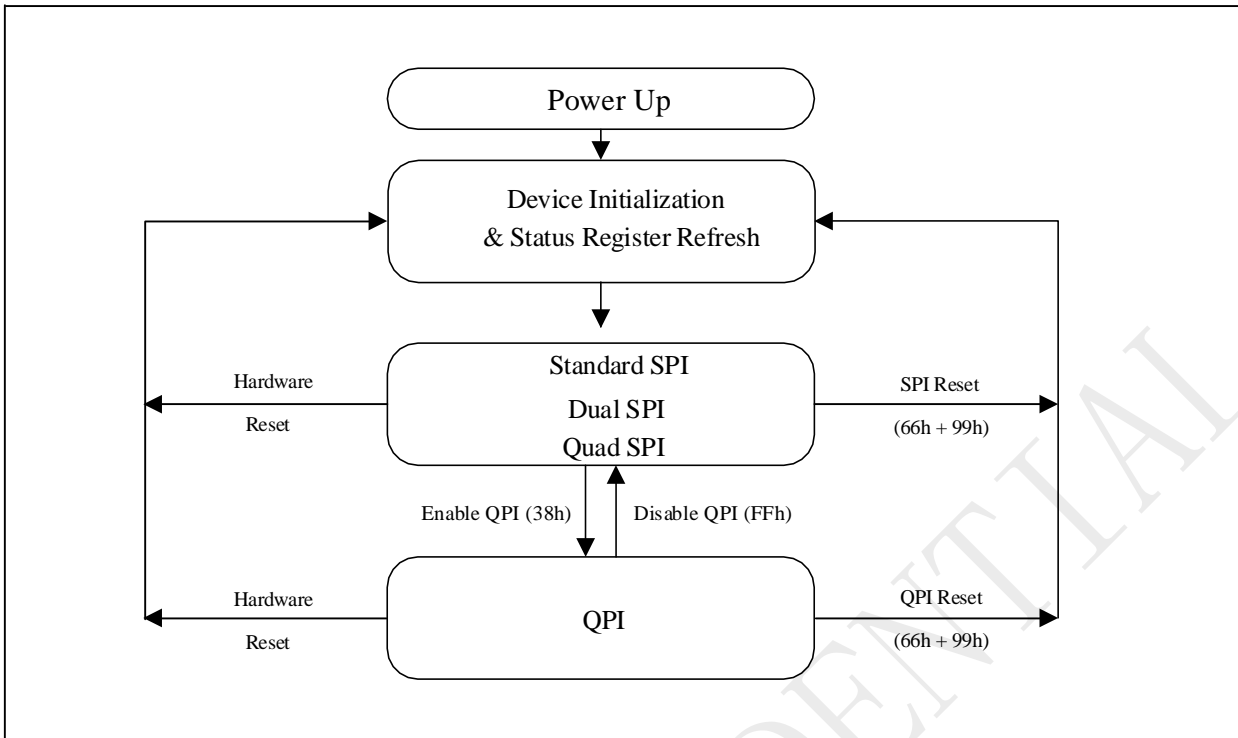 Power Up
Device Initialization
& Status Register Refresh
Standard SPI
Dual SPI
Quad SPI
Hardware
Reset
SPI Reset
(66h + 99h)
Enable QPI (38h)
Disable QPI (FFh)
QPI
Hardware
Reset
QPI Reset
(66h + 99h)
DENTIAI